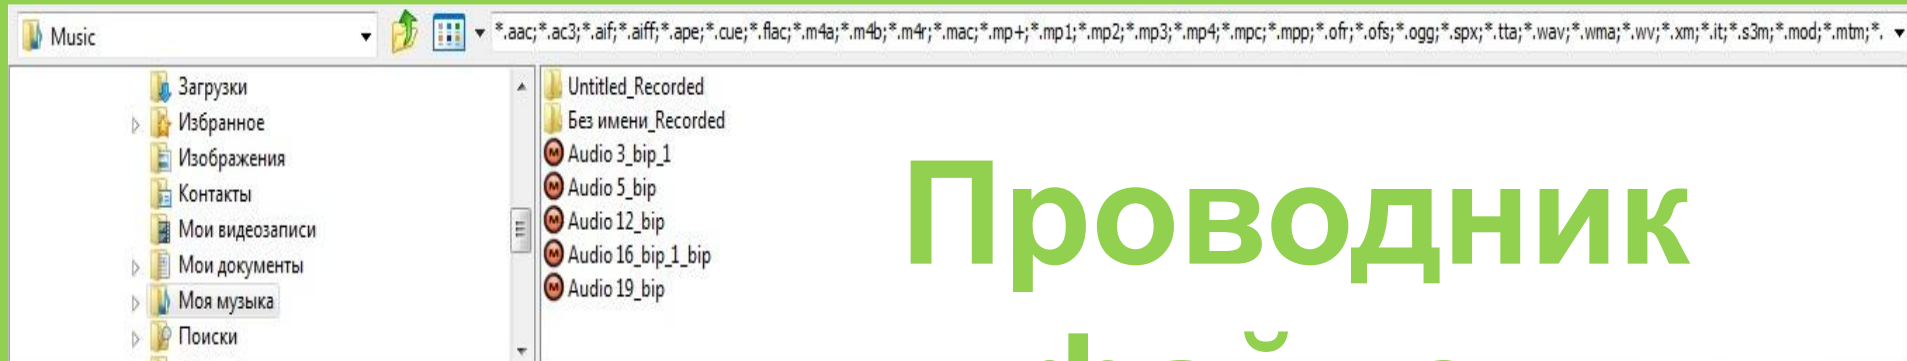 Music
*.aac;*.ac3;*.aif;*.aiff;*.ape;*.cue;*.flac;*.m4a;*.m4b;*.m4r;*.mac;*.mp+;*.mp1;*.mp2;*.mp3;*.mp4;*.mpc;*.mpp;*.ofr;*.ofs;*.ogg;*.spx;*.tta;*.wav;*.wma;*.wv;*.xm;*.it;*.s3m;*.mod;*.mtm;*.
Загрузки
Избранное
Изображения
Контакты
Мои видеозаписи
Мои документы
Моя музыка
Поиски
Untitled_Recorded
Без имени_Recorded
Audio 3_bip_1
Audio 5_bip
Audio 12_bip
Audio 16_bip_1_bip
Audio 19_bip
Проводник